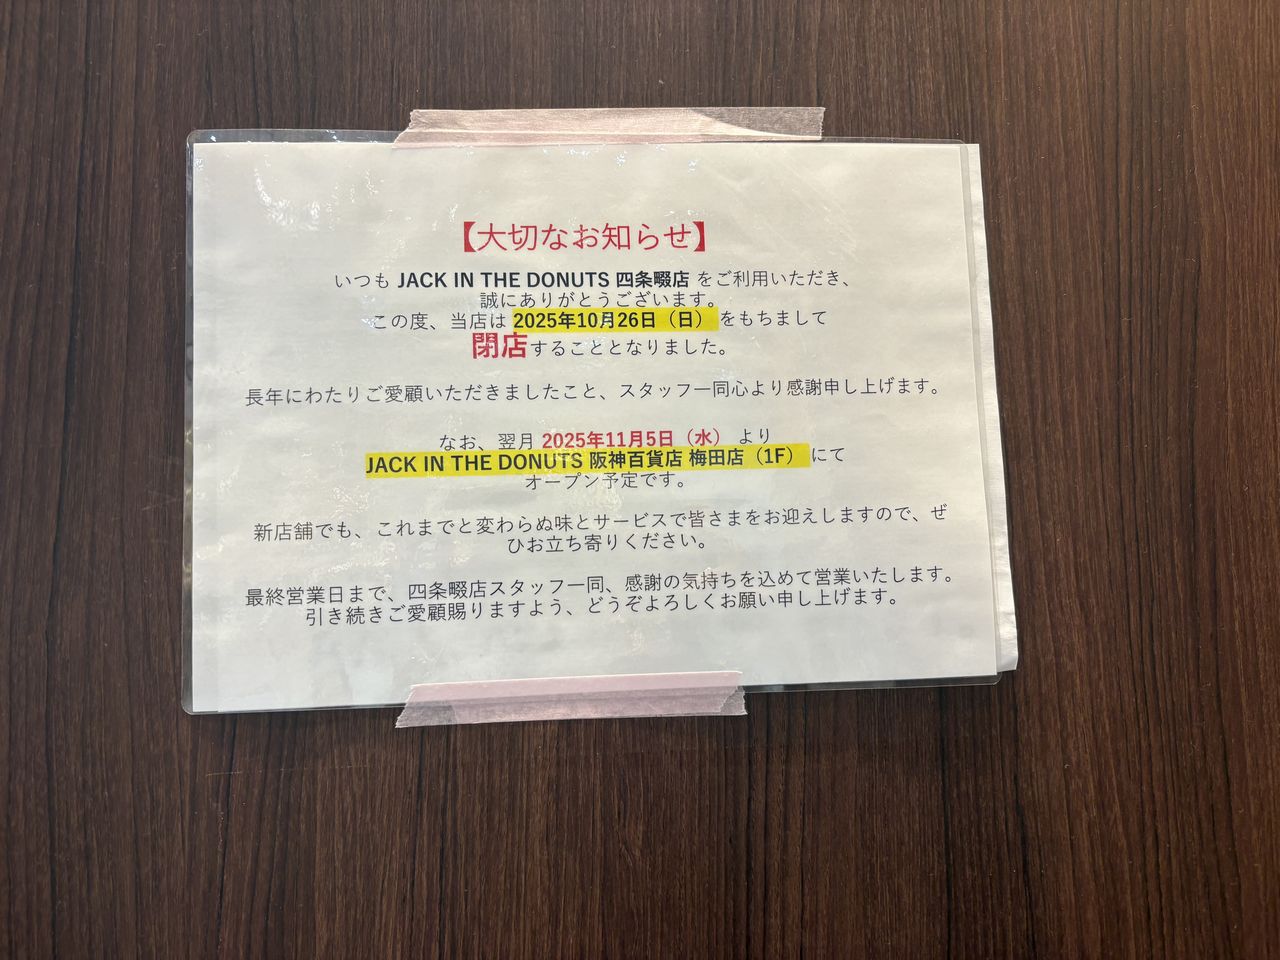 【大切なお知らせ】
いつも JACK IN THE DONUTS 四条畷店 をご利用いただき、
誠にありがとうございます。
この度、当店は 2025年10月26日（日） をもちまして
閉店することとなりました。
長年にわたりご愛顧いただきましたこと、スタッフ一同心より感謝申し上げます。
なお、翌月 2025年11月5日（水） より
JACK IN THE DONUTS 阪神百貨店 梅田店（1F） にて
オープン予定です。
新店舗でも、これまでと変わらぬ味とサービスで皆さまをお迎えしますので、ぜ
ひお立ち寄りください。
最終営業日まで、四条畷店スタッフ一同、感謝の気持ちを込めて営業いたします。
引き続きご愛顧賜りますよう、どうぞよろしくお願い申し上げます。